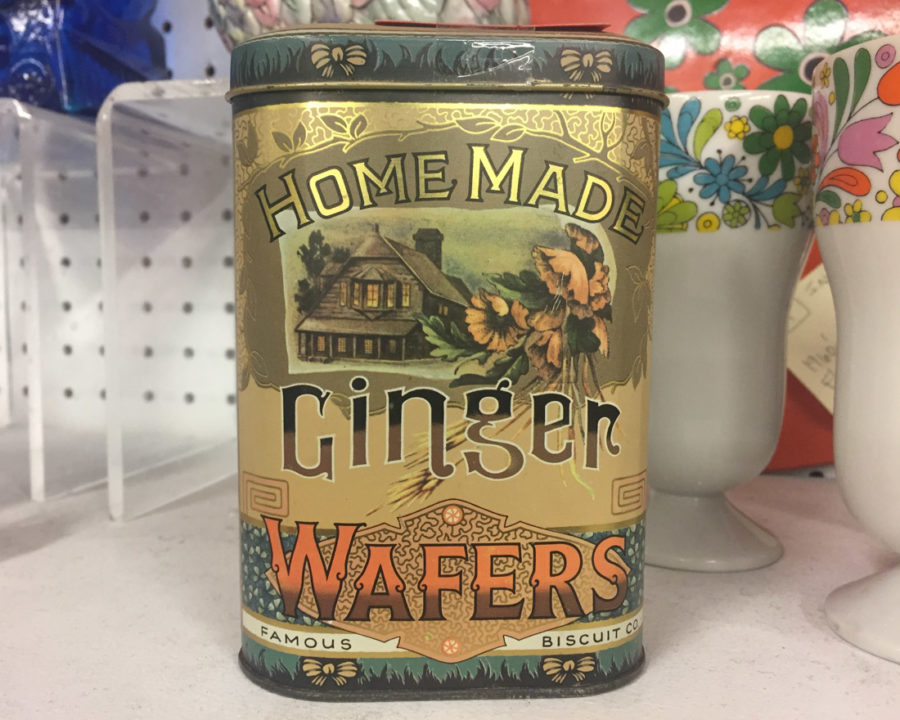 HOME MADE
Ginger
WAFERS
FAMOUS BISCUIT CO.